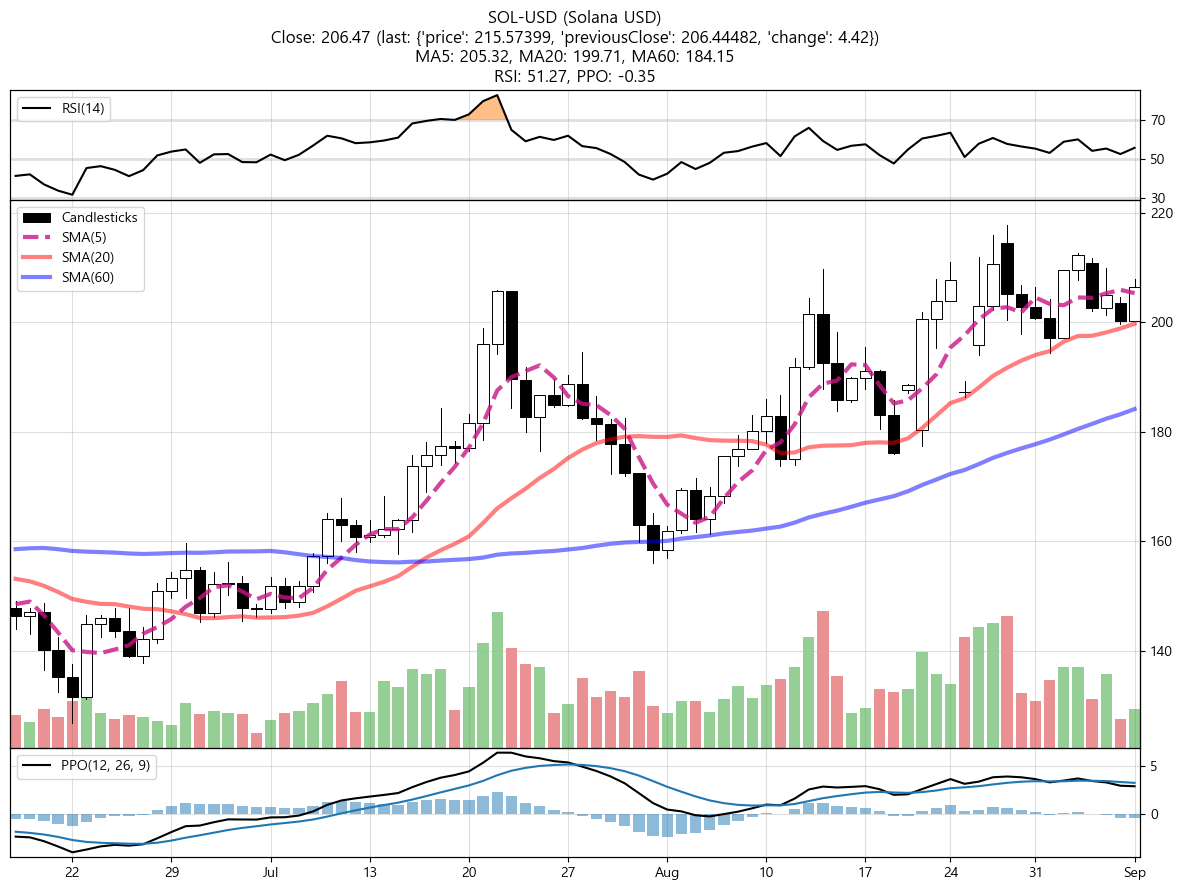 SOL-USD (Solana USD)
Close: 206.47 (last: {'price': 215.57399, 'previousClose': 206.44482, 'change': 4.42})
MA5: 205.32, MA20: 199.71, MA60: 184.15
RSI: 51.27, PPO: -0.35
RSI(14)
70
50
30
Candlesticks
SMA(5)
SMA(20)
SMA(60)
220
200
180
160
140
PPO(12, 26, 9)
5
0
22 29 Jul 13 20 27 Aug 10 17 24 31 Sep